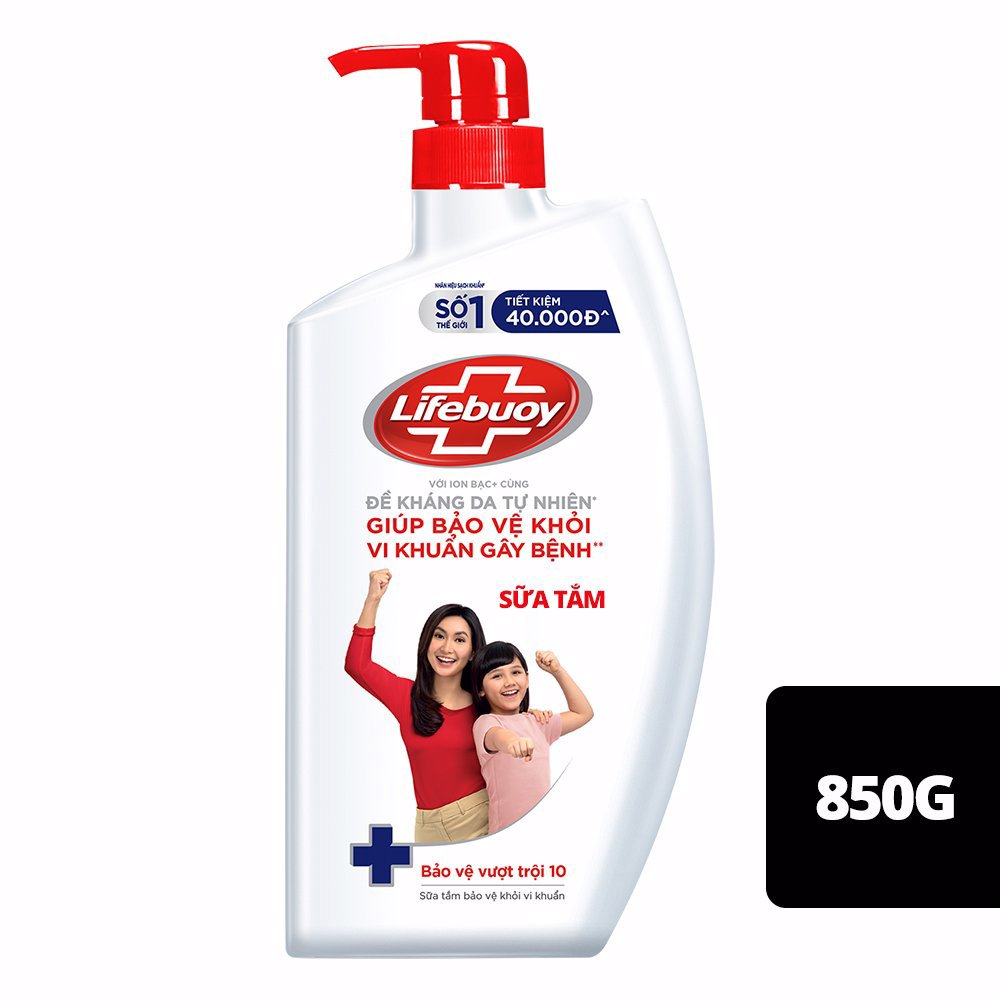 NHÃN HIỆU SẠCH KHUẨN#
SỐ 1
THẾ GIỚI
TIẾT KIỆM
40.000Đ^
Lifebuoy
VỚI ION BẠC+ CÙNG
ĐỀ KHÁNG DA TỰ NHIÊN*
GIÚP BẢO VỆ KHỎI
VI KHUẨN GÂY BỆNH**
SỮA TẮM
850G
Bảo vệ vượt trội 10
Sữa tắm bảo vệ khỏi vi khuẩn